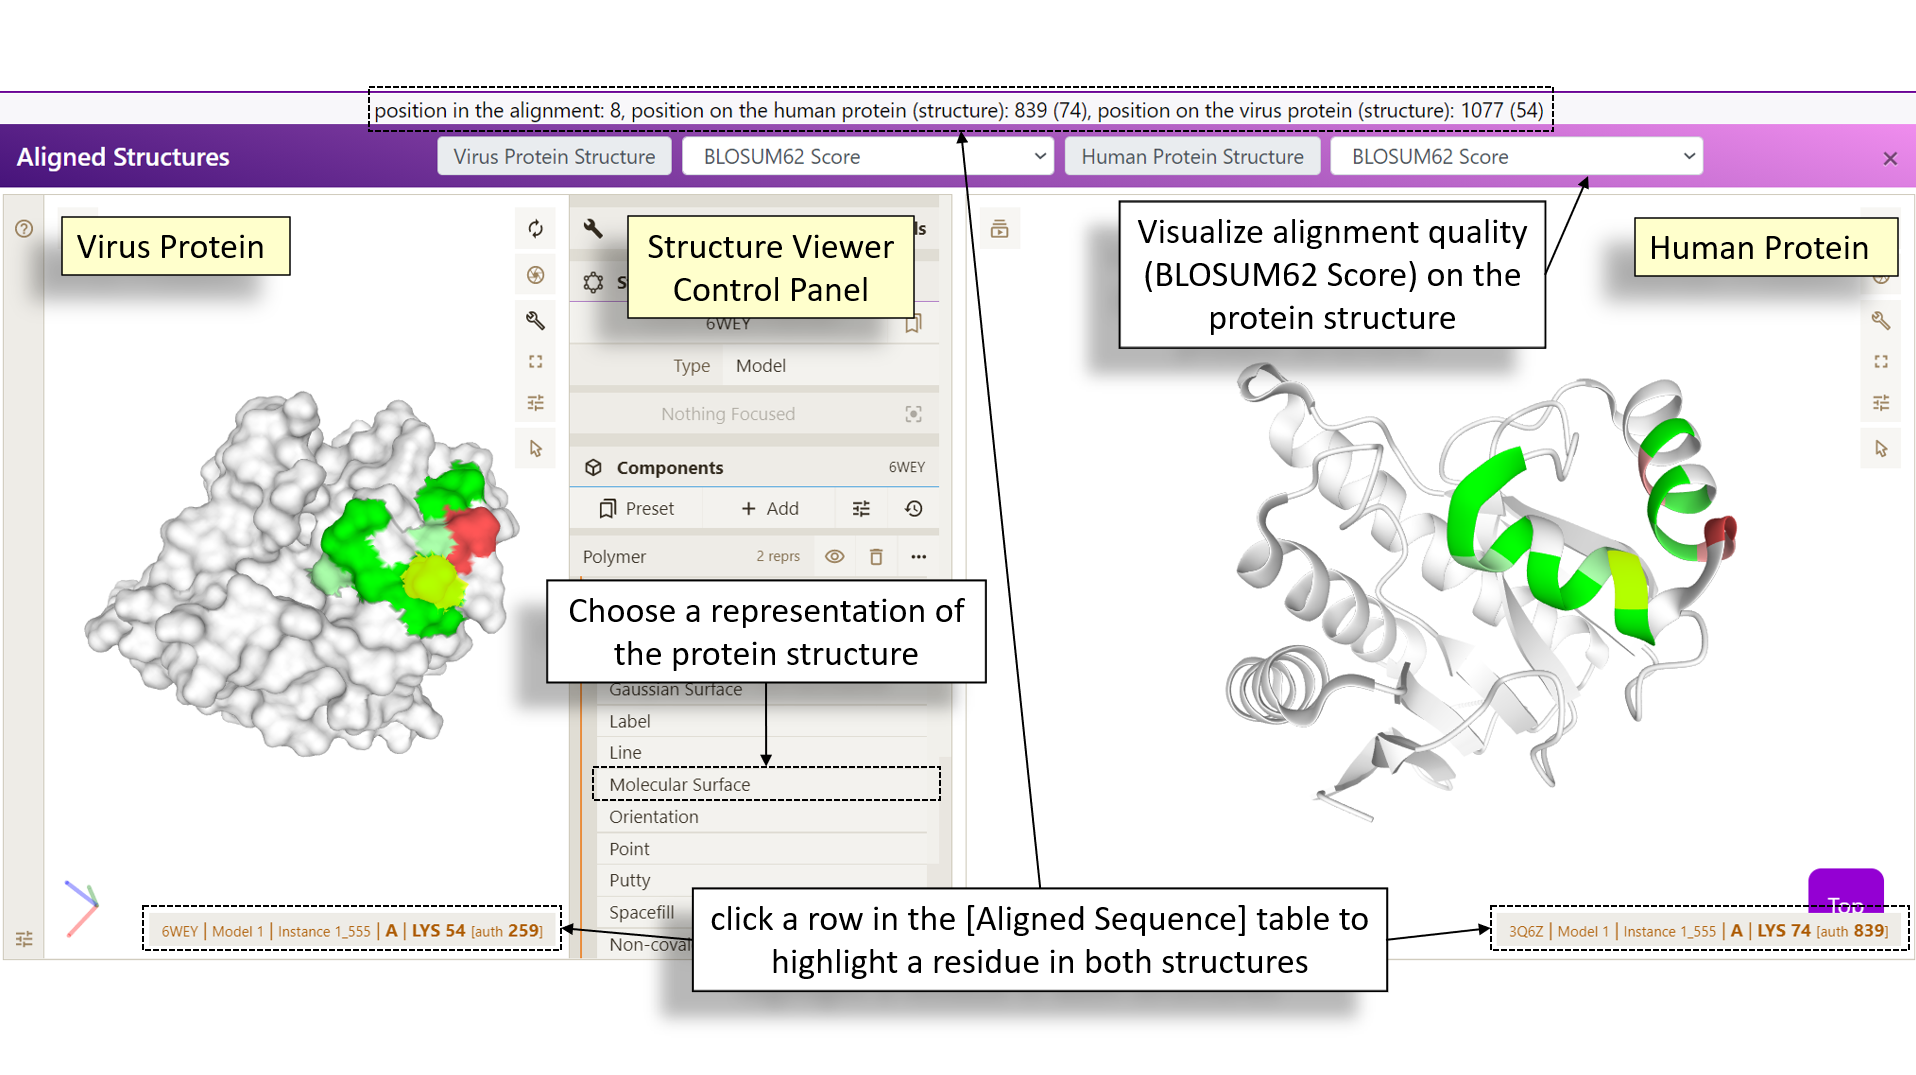 position in the alignment: 8, position on the human protein (structure): 839 (74), position on the virus protein (structure): 1077 (54)
Aligned Structures
Virus Protein Structure
BLOSUM62 Score
Human Protein Structure
BLOSUM62 Score
Virus Protein
Structure Viewer
Control Panel
Visualize alignment quality
(BLOSUM62 Score) on the
protein structure
Human Protein
6WEY
Type Model
Nothing Focused
Components 6WEY
Preset + Add
Polymer 2 reprs
Choose a representation of
the protein structure
Gaussian Surface
Label
Line
Molecular Surface
Orientation
Point
Putty
Spacefill
Non-coval
click a row in the [Aligned Sequence] table to
highlight a residue in both structures
6WEY | Model 1 | Instance 1_555 | A | LYS 54 [auth 259]
Top
3Q6Z | Model 1 | Instance 1_555 | A | LYS 74 [auth 839]